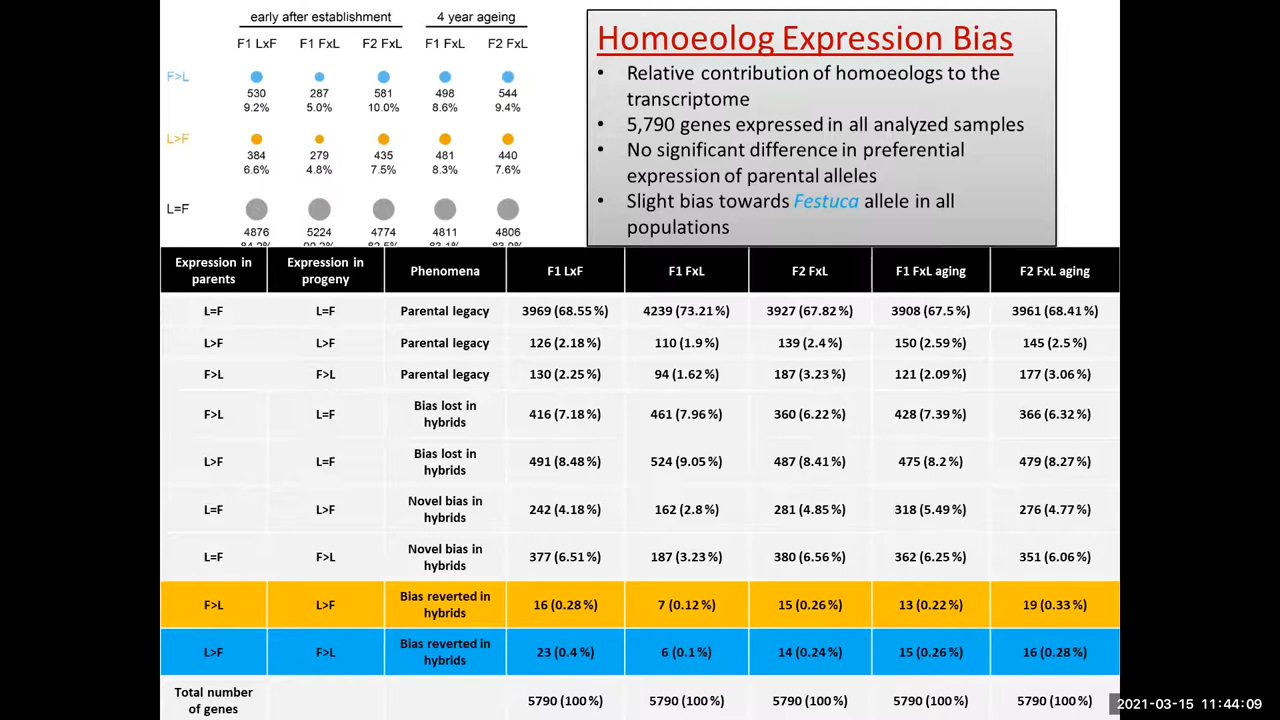 early after establishment 4 year ageing
F1 LxF F1 FxL F2 FxL F1 FxL F2 FxL
F>L
530 287 581 498 544
9.2% 5.0% 10.0% 8.6% 9.4%
L>F
384 279 435 481 440
6.6% 4.8% 7.5% 8.3% 7.6%
L=F
4876 5224 4774 4811 4806
Homoeolog Expression Bias
• Relative contribution of homoeologs to the
transcriptome
• 5,790 genes expressed in all analyzed samples
• No significant difference in preferential
expression of parental alleles
• Slight bias towards Festuca allele in all
populations
Expression in parents Expression in progeny Phenomena F1 LxF F1 FxL F2 FxL F1 FxL aging F2 FxL aging
L=F L=F Parental legacy 3969 (68.55 %) 4239 (73.21 %) 3927 (67.82 %) 3908 (67.5 %) 3961 (68.41 %)
L>F L>F Parental legacy 126 (2.18 %) 110 (1.9 %) 139 (2.4 %) 150 (2.59 %) 145 (2.5 %)
F>L F>L Parental legacy 130 (2.25 %) 94 (1.62 %) 187 (3.23 %) 121 (2.09 %) 177 (3.06 %)
F>L L=F Bias lost in hybrids 416 (7.18 %) 461 (7.96 %) 360 (6.22 %) 428 (7.39 %) 366 (6.32 %)
L>F L=F Bias lost in hybrids 491 (8.48 %) 524 (9.05 %) 487 (8.41 %) 475 (8.2 %) 479 (8.27 %)
L=F L>F Novel bias in hybrids 242 (4.18 %) 162 (2.8 %) 281 (4.85 %) 318 (5.49 %) 276 (4.77 %)
L=F F>L Novel bias in hybrids 377 (6.51 %) 187 (3.23 %) 380 (6.56 %) 362 (6.25 %) 351 (6.06 %)
F>L L>F Bias reverted in hybrids 16 (0.28 %) 7 (0.12 %) 15 (0.26 %) 13 (0.22 %) 19 (0.33 %)
L>F F>L Bias reverted in hybrids 23 (0.4 %) 6 (0.1 %) 14 (0.24 %) 15 (0.26 %) 16 (0.28 %)
Total number of genes 5790 (100 %) 5790 (100 %) 5790 (100 %) 5790 (100 %) 5790 (100 %)
2021-03-15 11:44:09